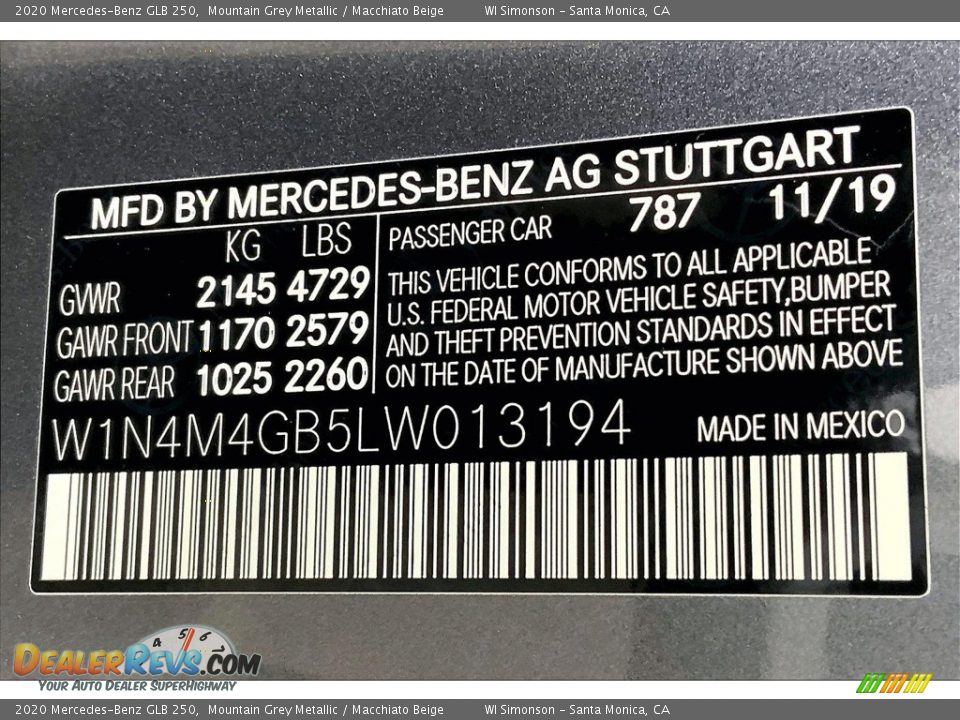 2020 Mercedes-Benz GLB 250, Mountain Grey Metallic / Macchiato Beige WI Simonson - Santa Monica, CA
MFD BY MERCEDES-BENZ AG STUTTGART
KG LBS PASSENGER CAR 787 11/19
GVWR 2145 4729
GAWR FRONT 1170 2579
GAWR REAR 1025 2260
THIS VEHICLE CONFORMS TO ALL APPLICABLE
U.S. FEDERAL MOTOR VEHICLE SAFETY,BUMPER
AND THEFT PREVENTION STANDARDS IN EFFECT
ON THE DATE OF MANUFACTURE SHOWN ABOVE
W1N4M4GB5LW013194 MADE IN MEXICO
4 5 6
DEALERREVS.COM
YOUR AUTO DEALER SUPERHIGHWAY
2020 Mercedes-Benz GLB 250, Mountain Grey Metallic / Macchiato Beige WI Simonson - Santa Monica, CA